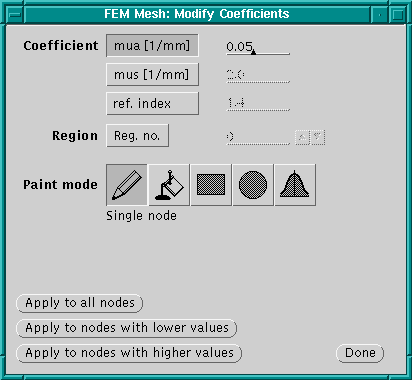 FEM Mesh: Modify Coefficients
Coefficient mua [1/mm] 0.05
mus [1/mm] 2.0
ref. index 1.4
Region Reg. no. 0
Paint mode
Single node
Apply to all nodes
Apply to nodes with lower values
Apply to nodes with higher values Done